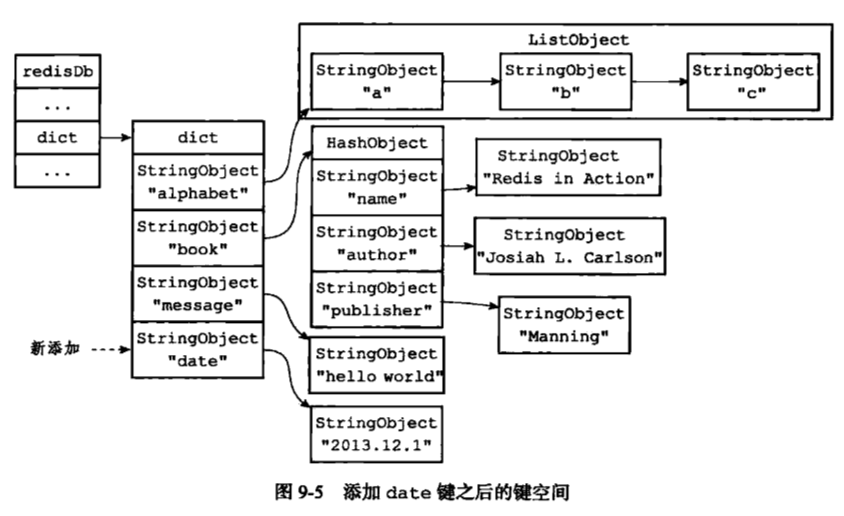 redisDb
...
dict
...
dict
StringObject
"alphabet"
StringObject
"book"
StringObject
"message"
新添加
StringObject
"date"
ListObject
StringObject
"a"
StringObject
"b"
StringObject
"c"
HashObject
StringObject
"name"
StringObject
"author"
StringObject
"publisher"
StringObject
"Redis in Action"
StringObject
"Josiah L. Carlson"
StringObject
"Manning"
StringObject
"hello world"
StringObject
"2013.12.1"
图 9-5 添加 date 键之后的键空间